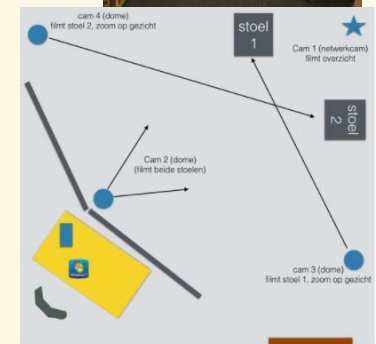 cam 4 (dome)
filmt stoel 2, zoom op gezicht
stoel
1
Cam 1 (netwerkcam)
filmt overzicht
stoel
2
Cam 2 (dome)
(filmt beide stoelen)
cam 3 (dome)
filmt stoel 1, zoom op gezicht